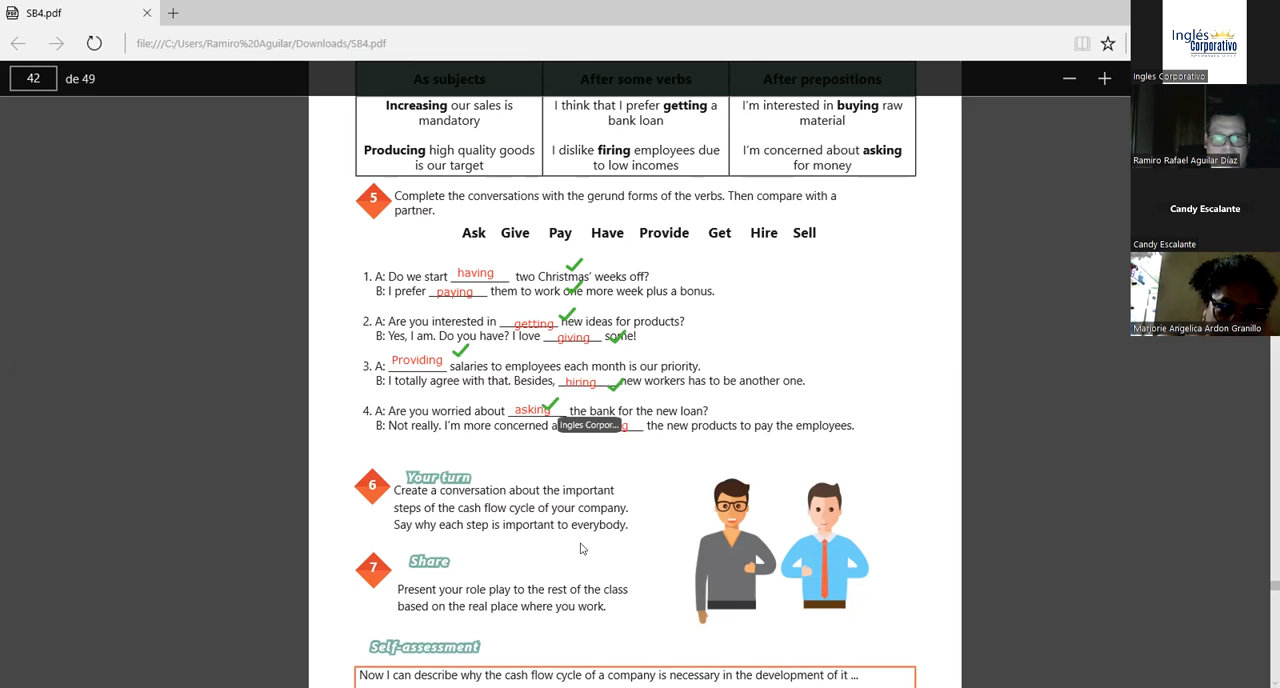 SB4.pdf
file:///C:/Users/Ramiro%20Aguilar/Downloads/SB4.pdf
42 de 49
As subjects After some verbs After prepositions
Increasing our sales is mandatory
I think that I prefer getting a bank loan
I'm interested in buying raw material
Producing high quality goods is our target
I dislike firing employees due to low incomes
I'm concerned about asking for money
5 Complete the conversations with the gerund forms of the verbs. Then compare with a
partner.
Ask Give Pay Have Provide Get Hire Sell
1. A: Do we start having two Christmas' weeks off?
B: I prefer paying them to work one more week plus a bonus.
2. A: Are you interested in getting new ideas for products?
B: Yes, I am. Do you have? I love giving some!
3. A: Providing salaries to employees each month is our priority.
B: I totally agree with that. Besides, hiring new workers has to be another one.
4. A: Are you worried about asking the bank for the new loan?
B: Not really. I'm more concerned a
Ingles Corpor...
g the new products to pay the employees.
6 Your turn
Create a conversation about the important
steps of the cash flow cycle of your company.
Say why each step is important to everybody.
7 Share
Present your role play to the rest of the class
based on the real place where you work.
Self-assessment
Now I can describe why the cash flow cycle of a company is necessary in the development of it ...
Inglés
Corporativo
Ingles Corporativo
Ramiro Rafael Aguilar Díaz
Candy Escalante
Candy Escalante
Marjorie Angelica Ardon Granillo